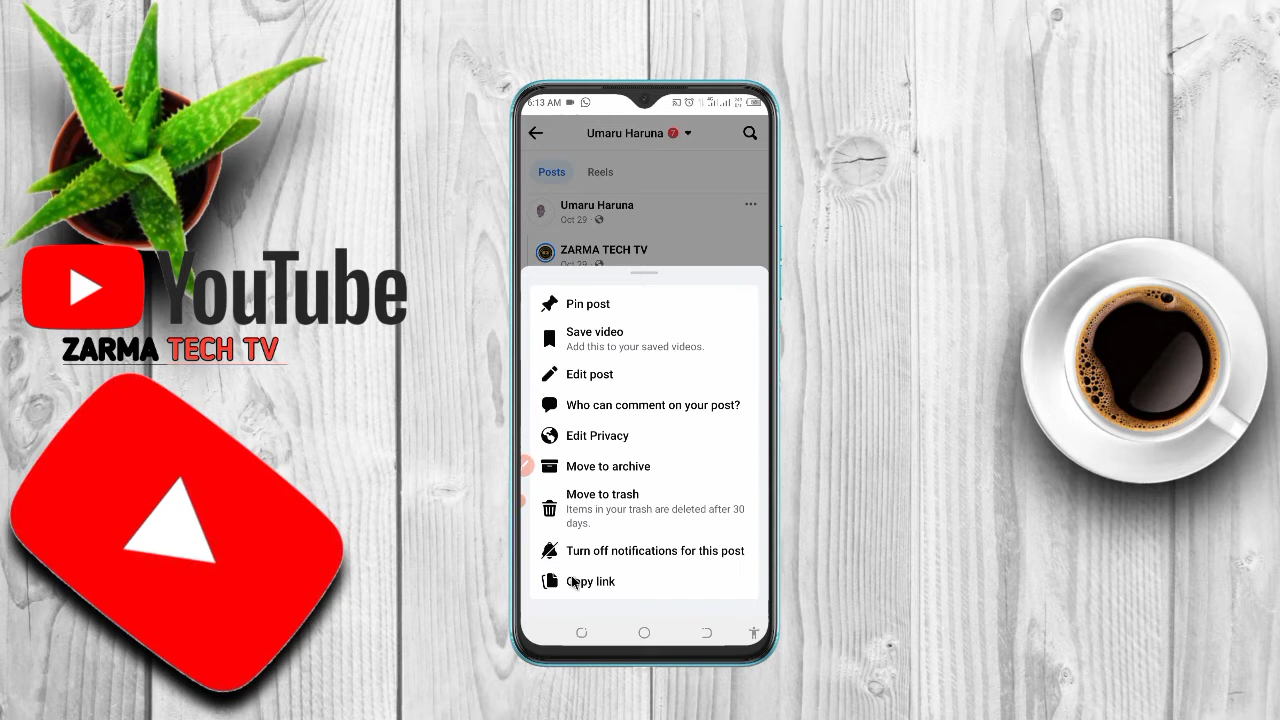 6:13 AM
Umaru Haruna 7
Posts Reels
Umaru Haruna
Oct 29
ZARMA TECH TV
Oct 29
Pin post
Save video
Add this to your saved videos.
Edit post
Who can comment on your post?
Edit Privacy
Move to archive
Move to trash
Items in your trash are deleted after 30
days.
Turn off notifications for this post
Copy link
YouTube
ZARMA TECH TV